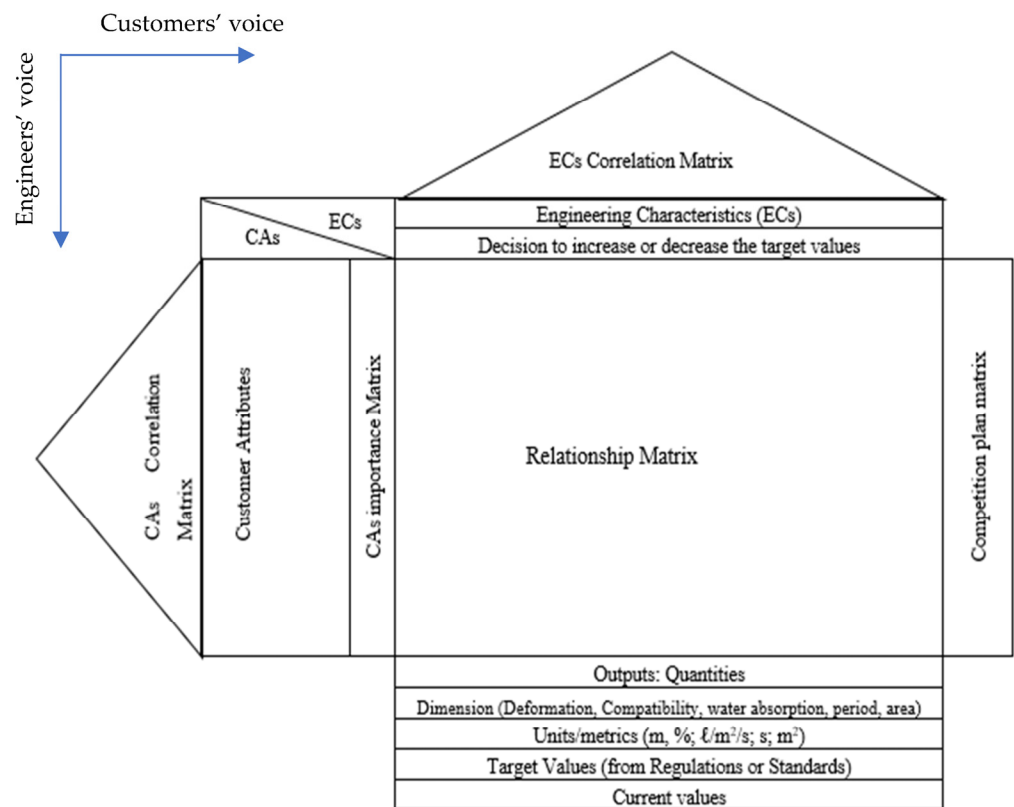 Customers' voice
Engineers' voice
ECs Correlation Matrix
Engineering Characteristics (ECs)
ECs
CAs
Decision to increase or decrease the target values
CAs Correlation
Matrix
Customer Attributes
CAs importance Matrix
Relationship Matrix
Competition plan matrix
Outputs: Quantities
Dimension (Deformation, Compatibility, water absorption, period, area)
Units/metrics (m, %; ℓ/m²/s; s; m²)
Target Values (from Regulations or Standards)
Current values